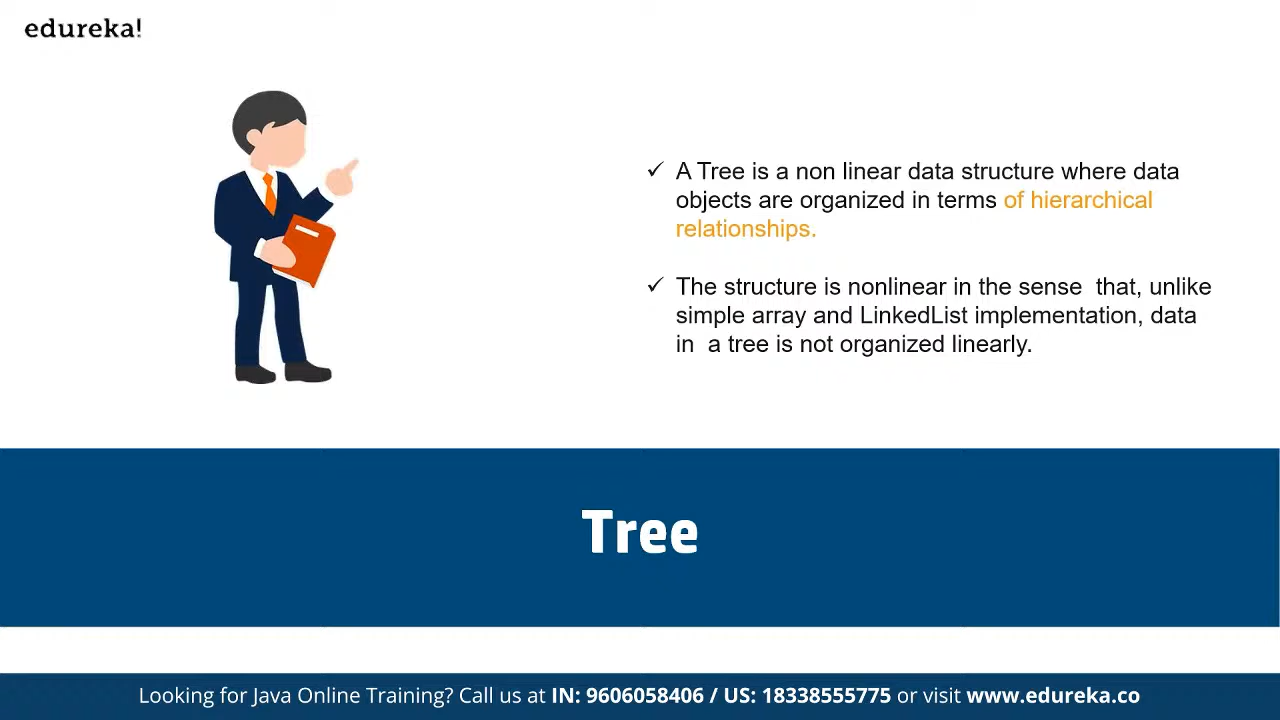 edureka!
✓ A Tree is a non linear data structure where data
objects are organized in terms of hierarchical
relationships.
✓ The structure is nonlinear in the sense  that, unlike
simple array and LinkedList implementation, data
in  a tree is not organized linearly.
Tree
Looking for Java Online Training? Call us at IN: 9606058406 / US: 18338555775 or visit www.edureka.co